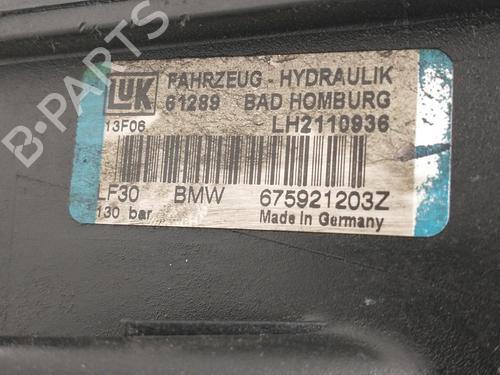 B-PARTS
LUK FAHRZEUG - HYDRAULIK
61289 BAD HOMBURG
13F06 LH2110936
LF30 BMW 675921203Z
130 bar Made in Germany